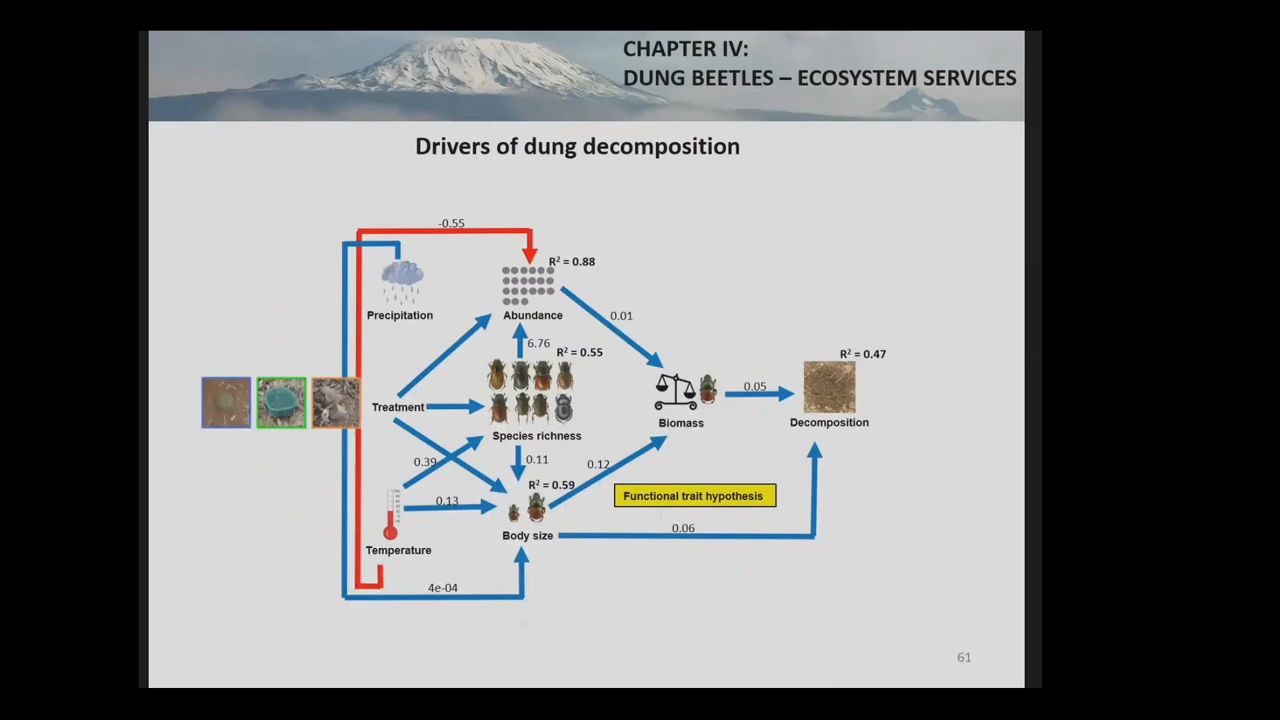 CHAPTER IV:
DUNG BEETLES – ECOSYSTEM SERVICES
Drivers of dung decomposition
-0.55
R² = 0.88
Precipitation
Abundance
0.01
6.76
R² = 0.55
R² = 0.47
Treatment
0.05
Species richness
Biomass
Decomposition
0.39
0.11
0.12
R² = 0.59
0.13
Functional trait hypothesis
Temperature
Body size
0.06
4e-04
61